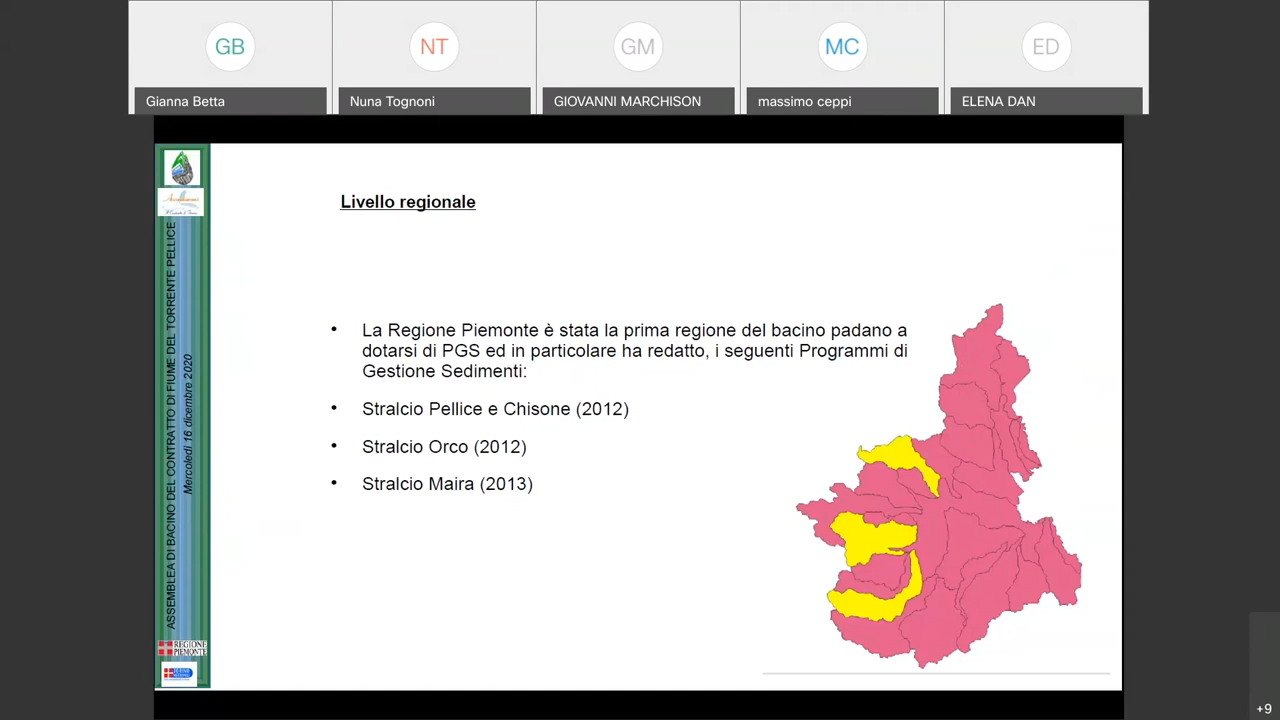 GB
NT
GM
MC
ED
Gianna Betta
Nuna Tognoni
GIOVANNI MARCHISON
massimo ceppi
ELENA DAN
ASSEMBLEA DI BACINO DEL CONTRATTO DI FIUME DEL TORRENTE PELLICE
Mercoledì 16 dicembre 2020
Livello regionale
• La Regione Piemonte è stata la prima regione del bacino padano a
dotarsi di PGS ed in particolare ha redatto, i seguenti Programmi di
Gestione Sedimenti:
• Stralcio Pellice e Chisone (2012)
• Stralcio Orco (2012)
• Stralcio Maira (2013)
REGIONE
PIEMONTE
+9